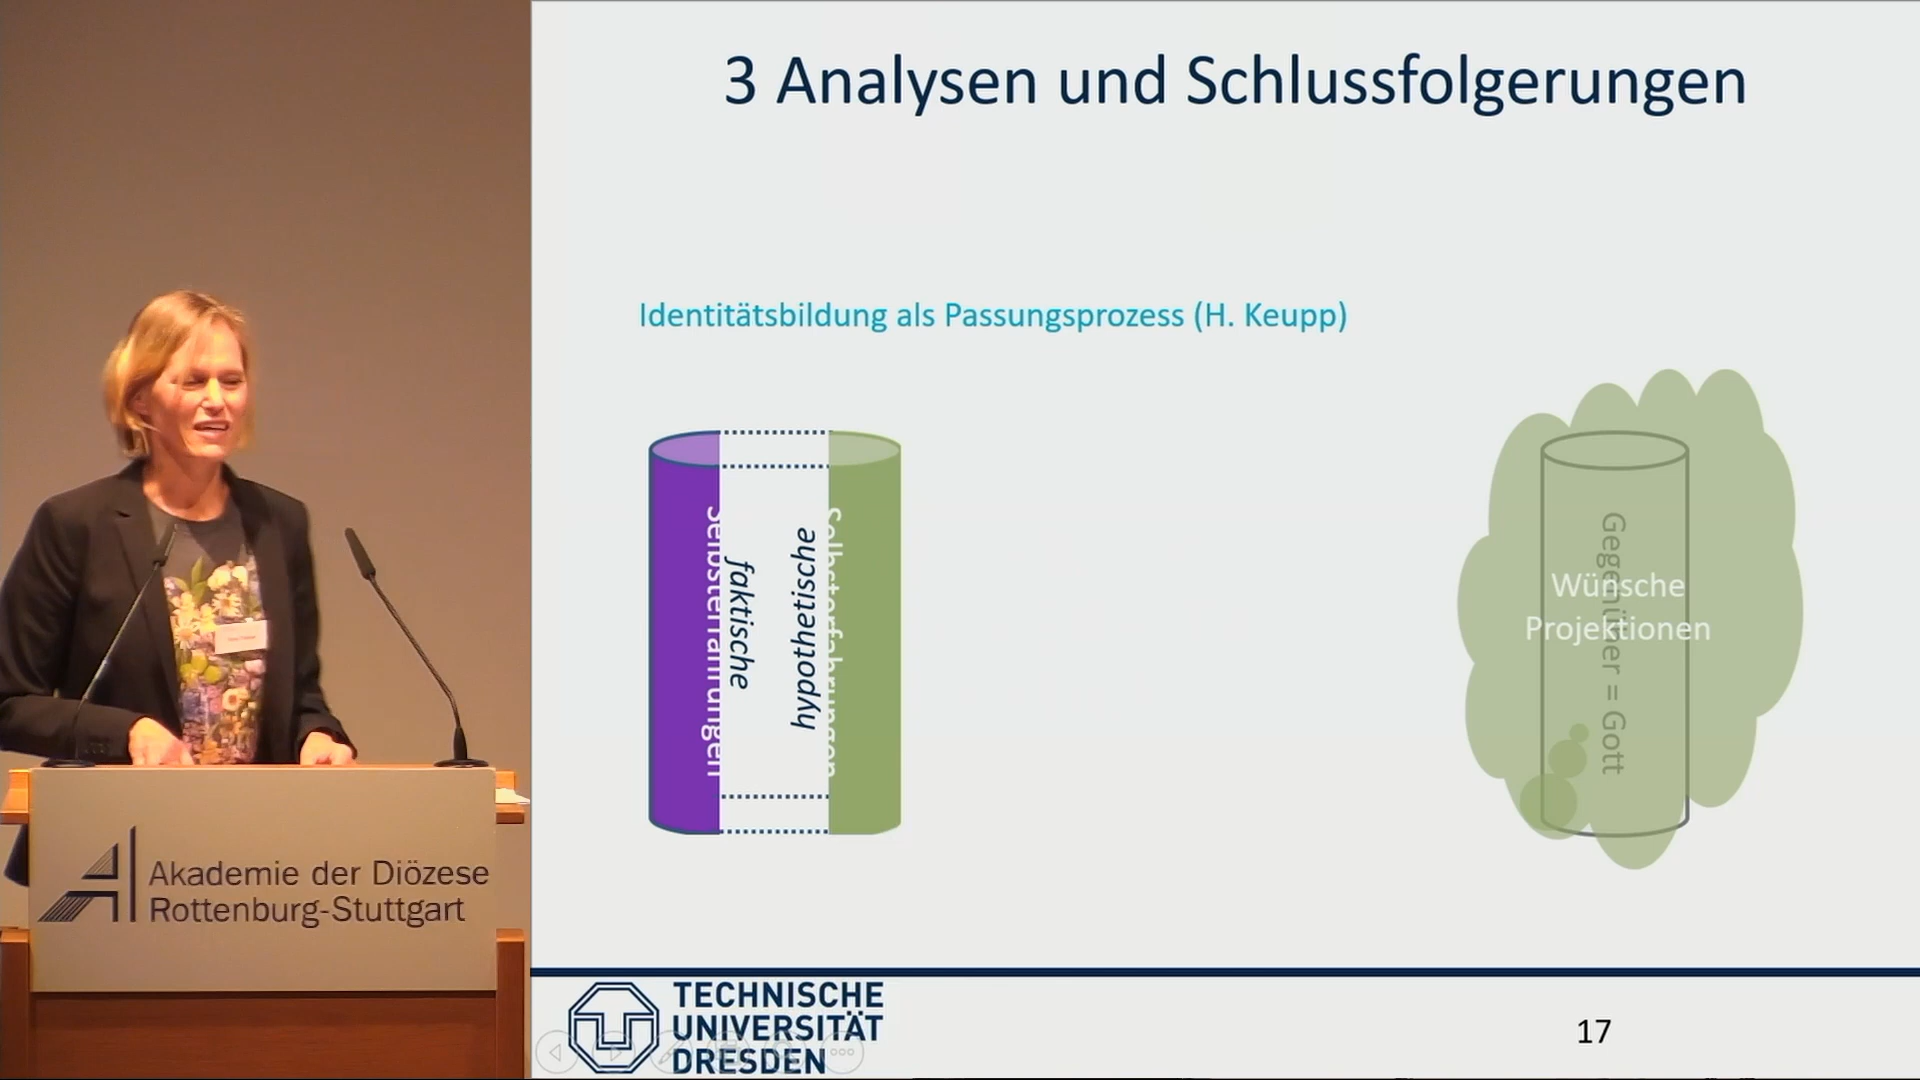 3 Analysen und Schlussfolgerungen
Identitätsbildung als Passungsprozess (H. Keupp)
Selbsterfahrungen
faktische
hypothetische
Gegenüber = Gott
Wünsche
Projektionen
Akademie der Diözese
Rottenburg-Stuttgart
TECHNISCHE
UNIVERSITÄT
DRESDEN
17